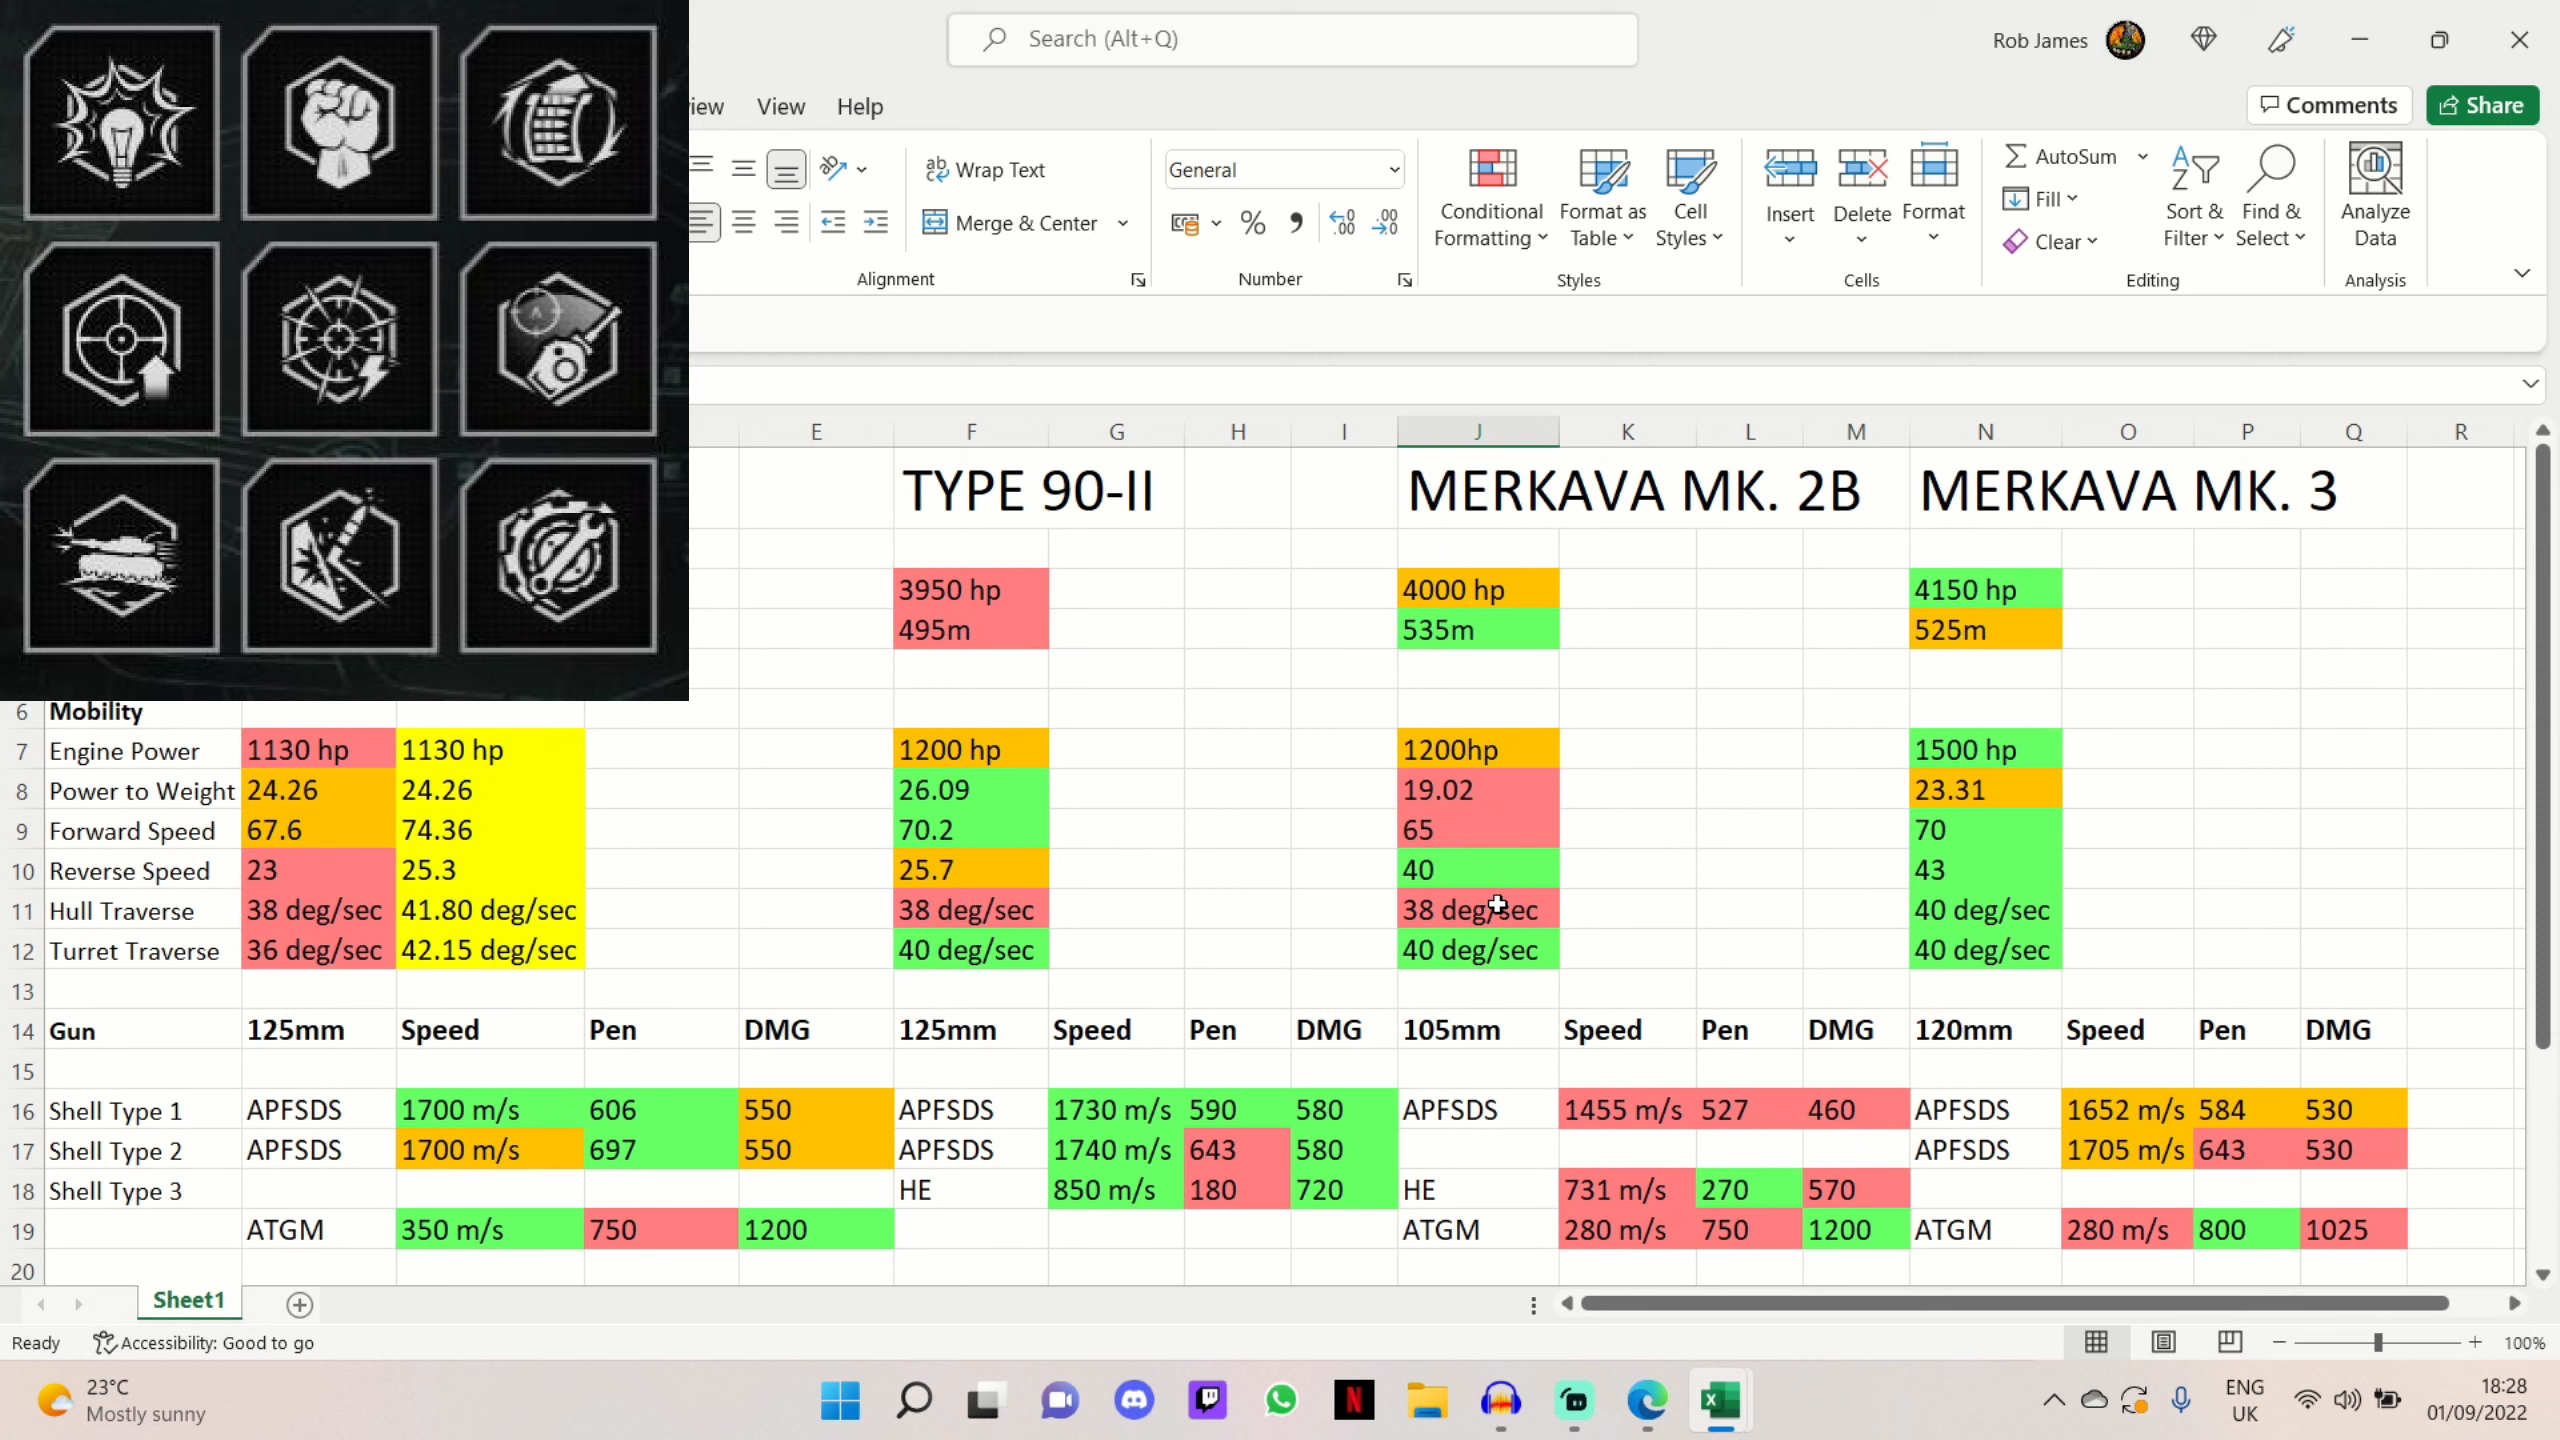 Search (Alt+Q)
Rob James
iew View Help
Comments Share
Wrap Text
Merge & Center
Alignment
General
Number
Conditional Formatting
Format as Table
Cell Styles
Styles
Insert
Delete
Format
Cells
AutoSum
Fill
Clear
Sort & Filter
Find & Select
Editing
Analyze Data
Analysis
E F G H I J K L M N O P Q R
TYPE 90-II MERKAVA MK. 2B MERKAVA MK. 3
3950 hp 4000 hp 4150 hp
495m 535m 525m
6 Mobility
7 Engine Power 1130 hp 1130 hp 1200 hp 1200hp 1500 hp
8 Power to Weight 24.26 24.26 26.09 19.02 23.31
9 Forward Speed 67.6 74.36 70.2 65 70
10 Reverse Speed 23 25.3 25.7 40 43
11 Hull Traverse 38 deg/sec 41.80 deg/sec 38 deg/sec 38 deg/sec 40 deg/sec
12 Turret Traverse 36 deg/sec 42.15 deg/sec 40 deg/sec 40 deg/sec 40 deg/sec
13
14 Gun 125mm Speed Pen DMG 125mm Speed Pen DMG 105mm Speed Pen DMG 120mm Speed Pen DMG
15
16 Shell Type 1 APFSDS 1700 m/s 606 550 APFSDS 1730 m/s 590 580 APFSDS 1455 m/s 527 460 APFSDS 1652 m/s 584 530
17 Shell Type 2 APFSDS 1700 m/s 697 550 APFSDS 1740 m/s 643 580 APFSDS 1705 m/s 643 530
18 Shell Type 3 HE 850 m/s 180 720 HE 731 m/s 270 570
19 ATGM 350 m/s 750 1200 ATGM 280 m/s 750 1200 ATGM 280 m/s 800 1025
20
Sheet1
Ready Accessibility: Good to go 100%
23°C
Mostly sunny
ENG
UK
18:28
01/09/2022